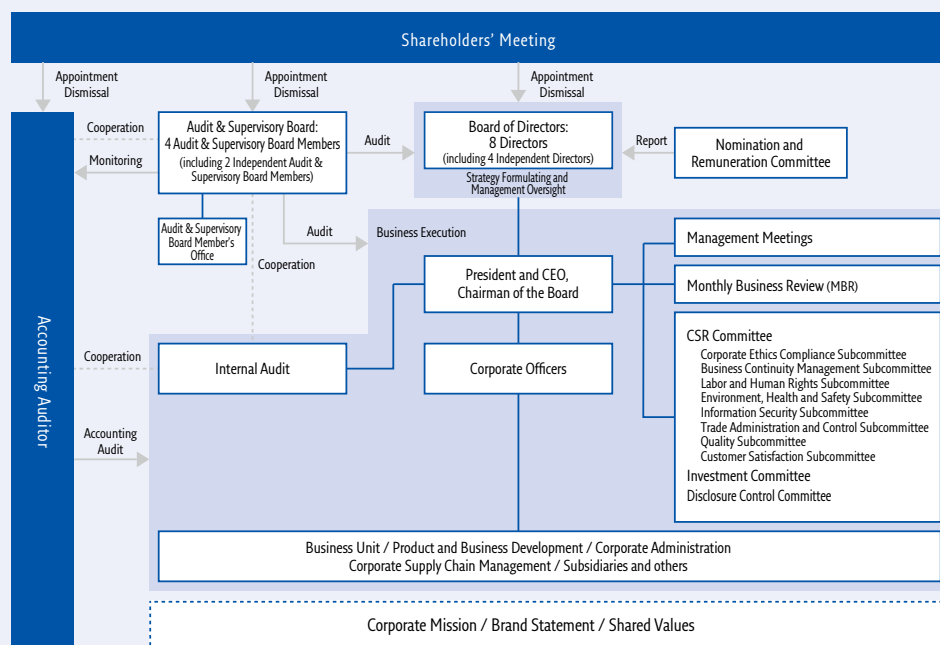 Shareholders' Meeting
Appointment
Dismissal
Appointment
Dismissal
Appointment
Dismissal
Accounting Auditor
Cooperation
Monitoring
Audit & Supervisory Board:
4 Audit & Supervisory Board Members
(including 2 Independent Audit &
Supervisory Board Members)
Audit
Board of Directors:
8 Directors
(including 4 Independent Directors)
Strategy Formulating and
Management Oversight
Report
Nomination and
Remuneration Committee
Audit & Supervisory
Board Member's
Office
Audit
Cooperation
Business Execution
President and CEO,
Chairman of the Board
Management Meetings
Monthly Business Review (MBR)
Cooperation
Internal Audit
Corporate Officers
CSR Committee
Corporate Ethics Compliance Subcommittee
Business Continuity Management Subcommittee
Labor and Human Rights Subcommittee
Environment, Health and Safety Subcommittee
Information Security Subcommittee
Trade Administration and Control Subcommittee
Quality Subcommittee
Customer Satisfaction Subcommittee
Investment Committee
Disclosure Control Committee
Accounting
Audit
Business Unit / Product and Business Development / Corporate Administration
Corporate Supply Chain Management / Subsidiaries and others
Corporate Mission / Brand Statement / Shared Values